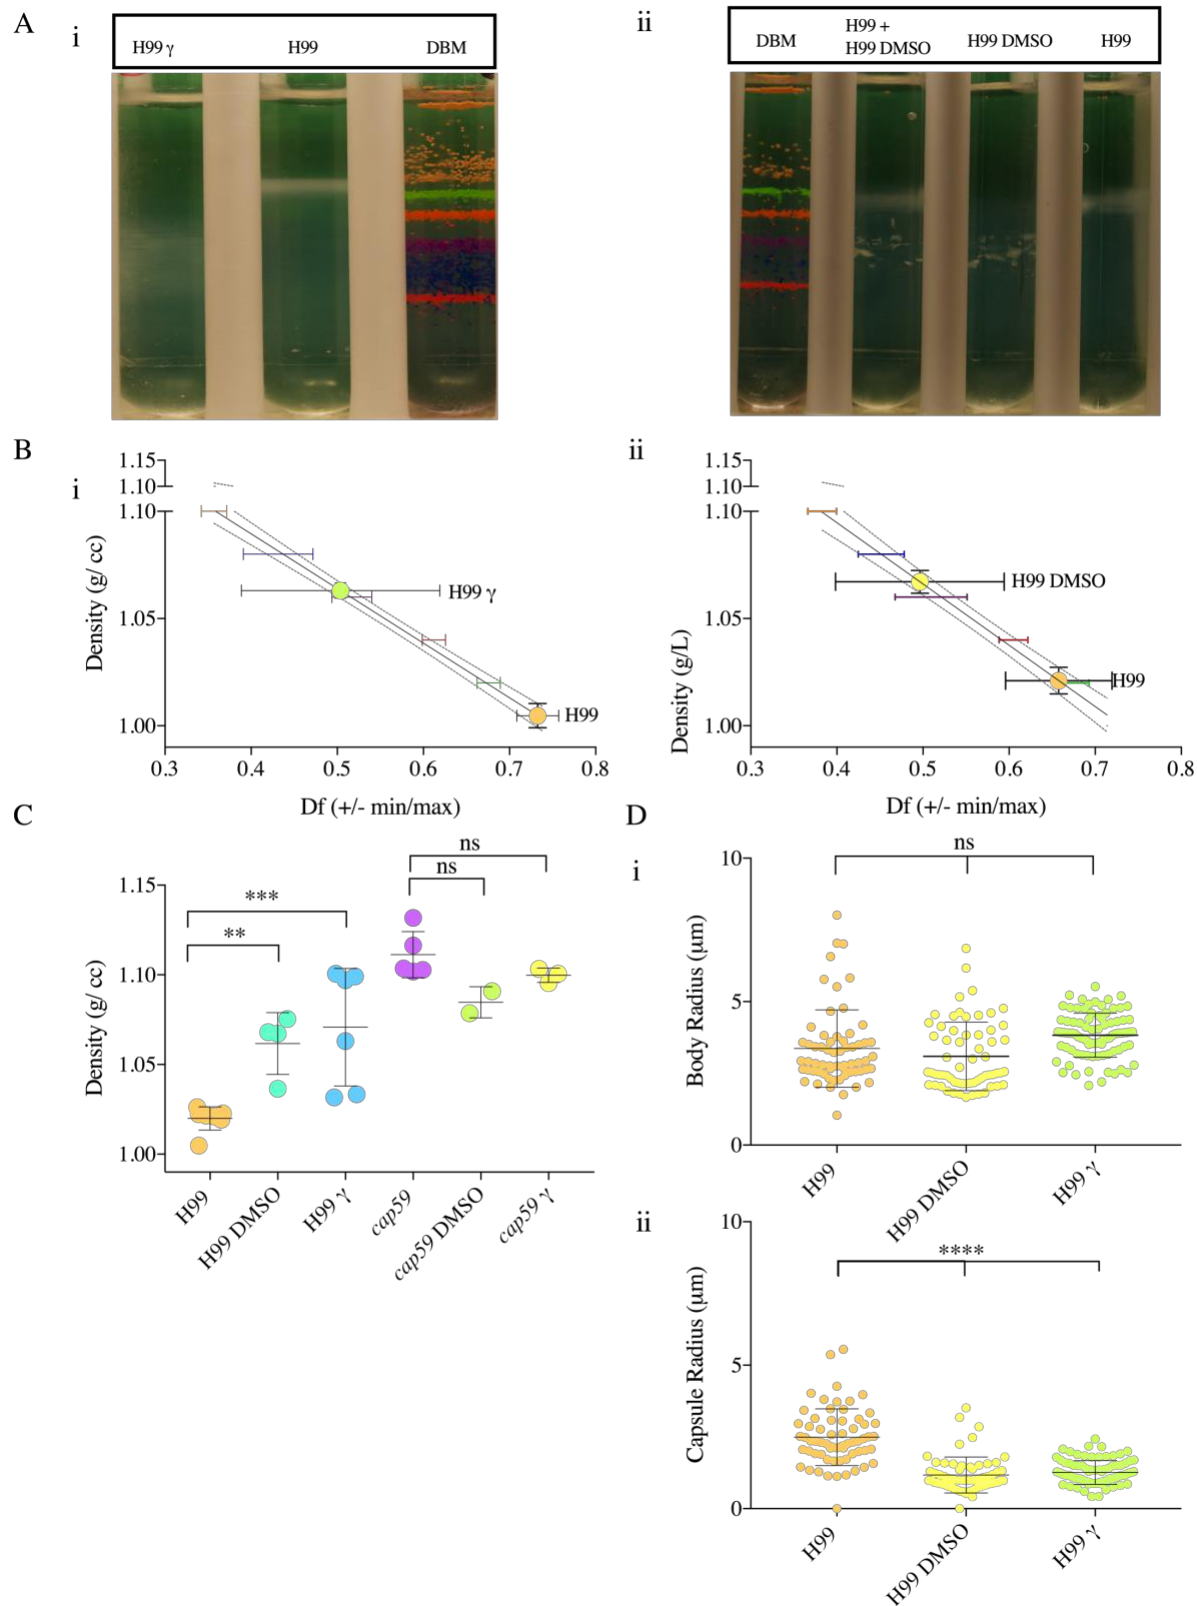 A
i
H99 γ H99 DBM
ii
DBM H99 +
H99 DMSO H99 DMSO H99
B
i
1.15
1.10
1.10
1.05
1.00
Density (g/ cc)
H99 γ
H99
0.3 0.4 0.5 0.6 0.7 0.8
Df (+/- min/max)
ii
1.15
1.10
1.10
1.05
1.00
Density (g/L)
H99 DMSO
H99
0.3 0.4 0.5 0.6 0.7 0.8
Df (+/- min/max)
C
ns
ns
***
**
1.15
1.10
1.05
1.00
Density (g/ cc)
H99
H99 DMSO
H99 γ
cap59
cap59 DMSO
cap59 γ
D
i
ns
10
5
0
Body Radius (μm)
H99
H99 DMSO
H99 γ
ii
****
10
5
0
Capsule Radius (μm)
H99
H99 DMSO
H99 γ